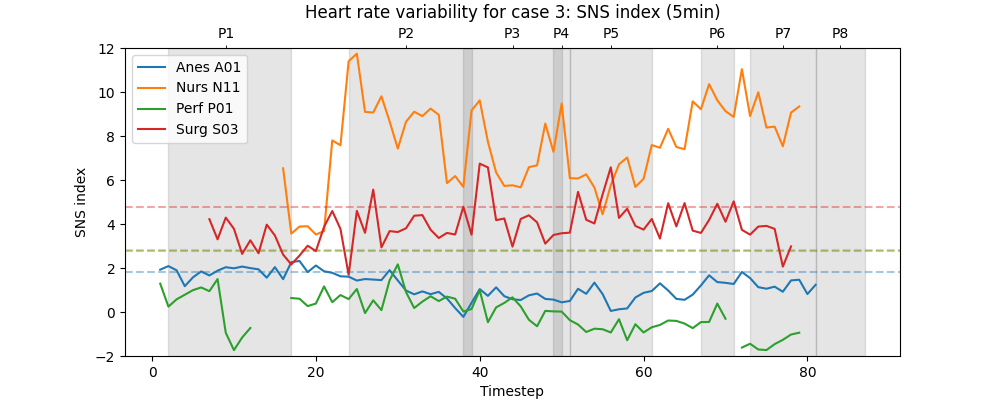 Heart rate variability for case 3: SNS index (5min)
P1 P2 P3 P4 P5 P6 P7 P8
Anes A01
Nurs N11
Perf P01
Surg S03
SNS index
12
10
8
6
4
2
0
−2
0 20 40 60 80
Timestep